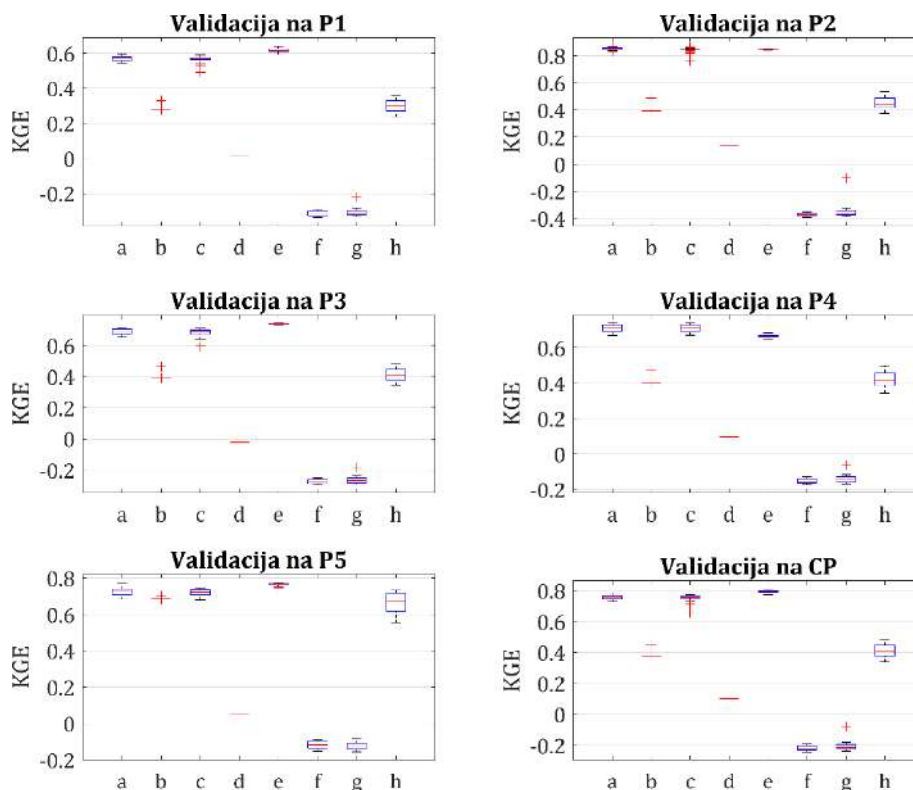 Validacija na P1
0.6
0.4
0.2
0
-0.2
KGE
a b c d e f g h
Validacija na P2
0.8
0.6
0.4
0.2
0
-0.2
-0.4
KGE
a b c d e f g h
Validacija na P3
0.6
0.4
0.2
0
-0.2
KGE
a b c d e f g h
Validacija na P4
0.6
0.4
0.2
0
-0.2
KGE
a b c d e f g h
Validacija na P5
0.8
0.6
0.4
0.2
0
-0.2
KGE
a b c d e f g h
Validacija na CP
0.8
0.6
0.4
0.2
0
-0.2
KGE
a b c d e f g h